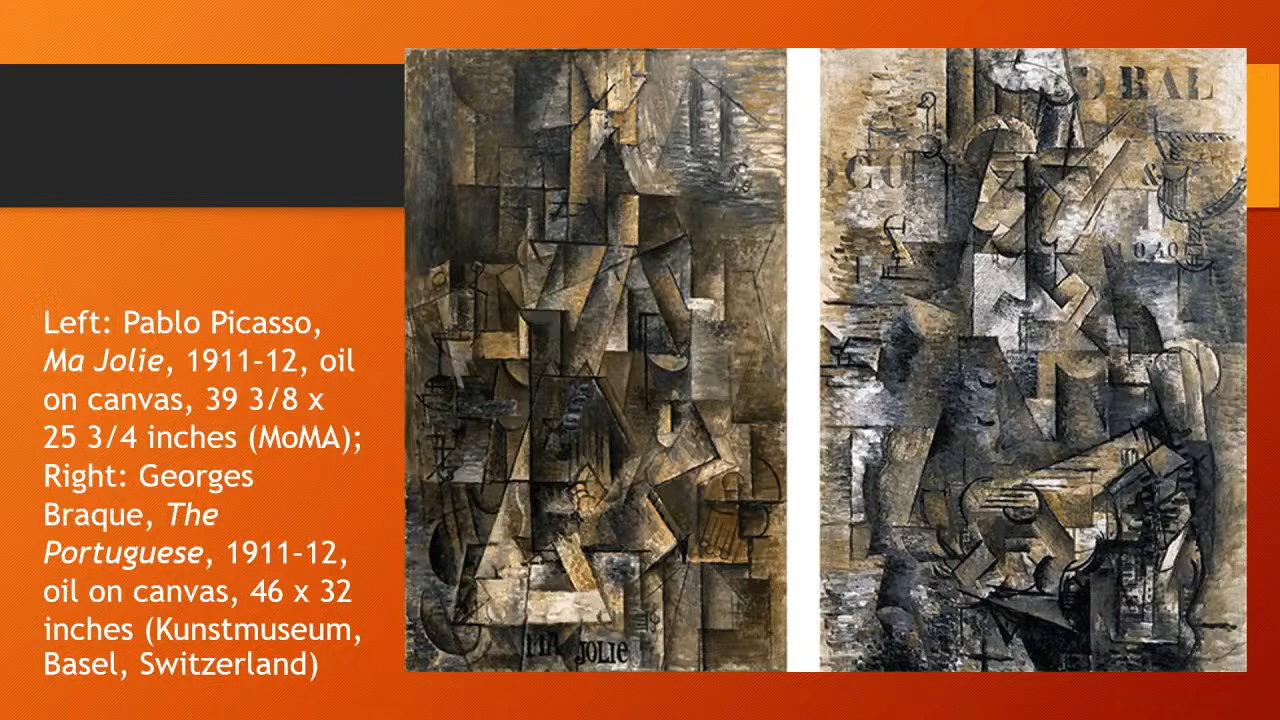 Left: Pablo Picasso,
Ma Jolie, 1911–12, oil
on canvas, 39 3/8 x
25 3/4 inches (MoMA);
Right: Georges
Braque, The
Portuguese, 1911–12,
oil on canvas, 46 x 32
inches (Kunstmuseum,
Basel, Switzerland)
MA JOLIE
D BAL
&